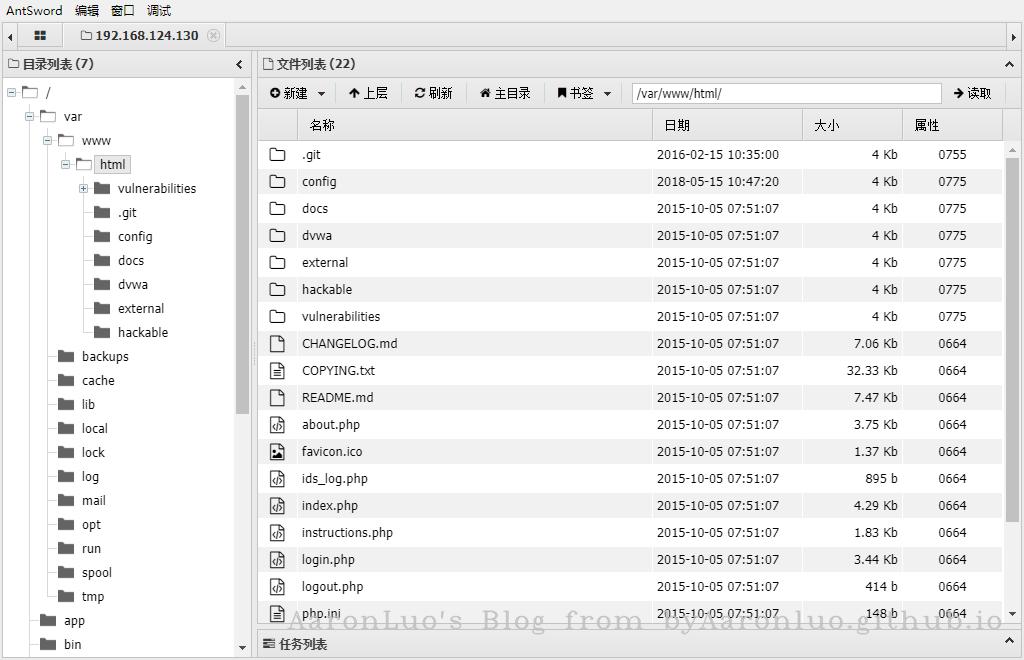 AntSword 编辑 窗口 调试
192.168.124.130
目录列表 (7)
/
var
www
html
vulnerabilities
.git
config
docs
dvwa
external
hackable
backups
cache
lib
local
lock
log
mail
opt
run
spool
tmp
app
bin
文件列表 (22)
新建 上层 刷新 主目录 书签 /var/www/html/ 读取
名称 日期 大小 属性
.git 2016-02-15 10:35:00 4 Kb 0755
config 2018-05-15 10:47:20 4 Kb 0775
docs 2015-10-05 07:51:07 4 Kb 0775
dvwa 2015-10-05 07:51:07 4 Kb 0775
external 2015-10-05 07:51:07 4 Kb 0775
hackable 2015-10-05 07:51:07 4 Kb 0775
vulnerabilities 2015-10-05 07:51:07 4 Kb 0775
CHANGELOG.md 2015-10-05 07:51:07 7.06 Kb 0664
COPYING.txt 2015-10-05 07:51:07 32.33 Kb 0664
README.md 2015-10-05 07:51:07 7.47 Kb 0664
about.php 2015-10-05 07:51:07 3.75 Kb 0664
favicon.ico 2015-10-05 07:51:07 1.37 Kb 0664
ids_log.php 2015-10-05 07:51:07 895 b 0664
index.php 2015-10-05 07:51:07 4.29 Kb 0664
instructions.php 2015-10-05 07:51:07 1.83 Kb 0664
login.php 2015-10-05 07:51:07 3.44 Kb 0664
logout.php 2015-10-05 07:51:07 414 b 0664
php.ini 2015-10-05 07:51:07 148 b 0664
AaronLuo's Blog from byAaronluo.github.io
任务列表